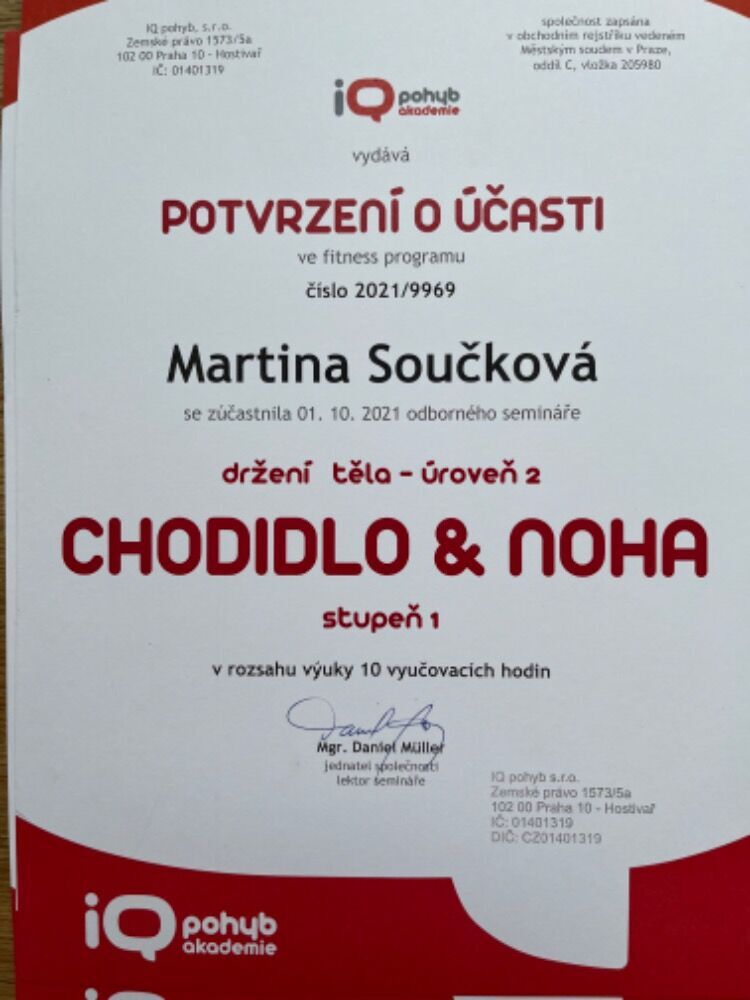 IQ pohyb, s.r.o.
Zemské právo 1573/5a
102 00 Praha 10 - Hostivař
IČ: 01401319
společnost zapsána
v obchodním rejstříku vedeném
Městským soudem v Praze,
oddíl C, vložka 205980
iQ pohyb
akademie
vydává
POTVRZENÍ O ÚČASTI
ve fitness programu
číslo 2021/9969
Martina Součková
se zúčastnila 01. 10. 2021 odborného semináře
držení těla - úroveň 2
CHODIDLO & NOHA
stupeň 1
v rozsahu výuky 10 vyučovacích hodin
Mgr. Daniel Müller
jednatel společnosti
lektor semináře
IQ pohyb s.r.o.
Zemské právo 1573/5a
102 00 Praha 10 - Hostivař
IČ: 01401319
DIČ: CZ01401319
iQ pohyb
akademie